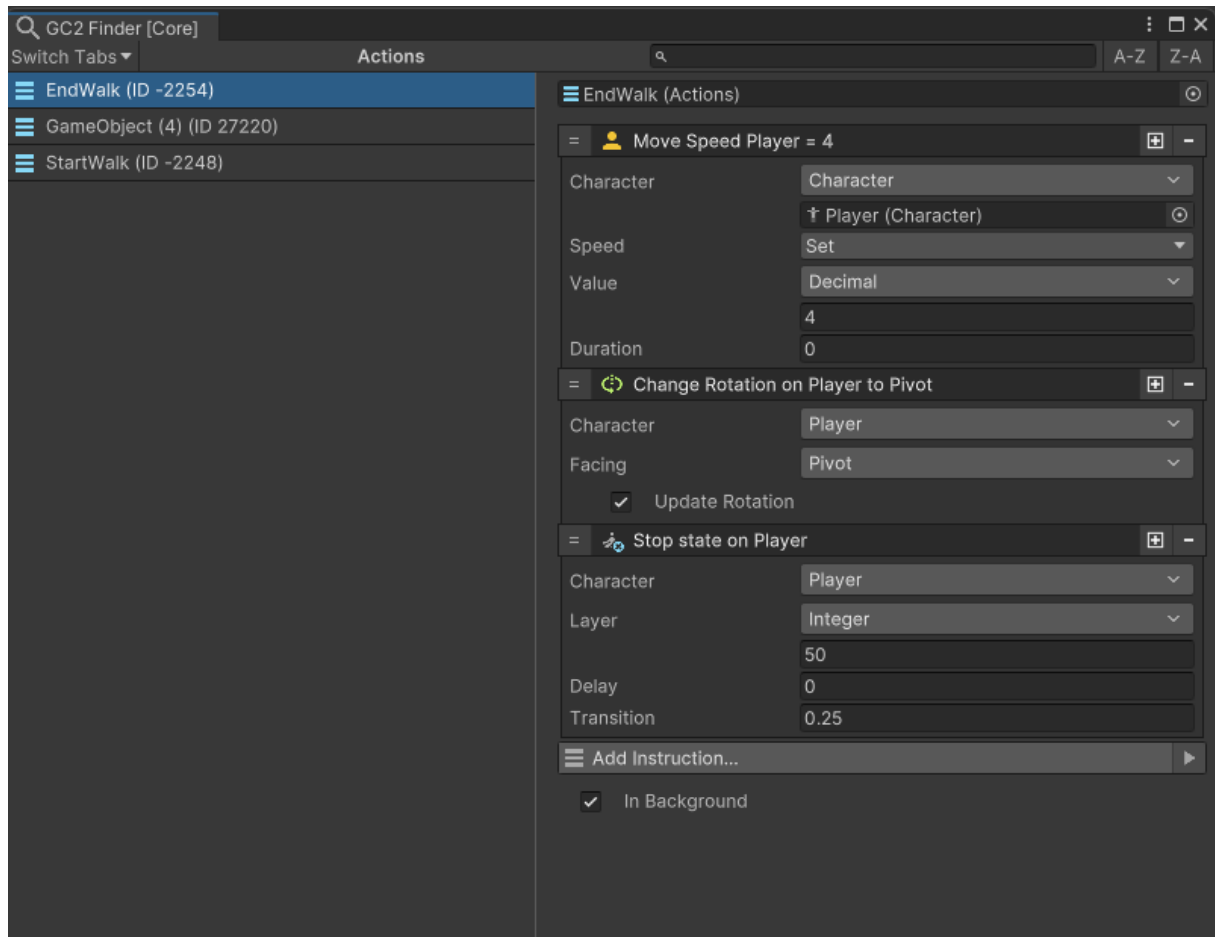 GC2 Finder [Core]
Switch Tabs
Actions
A-Z
Z-A
EndWalk (ID -2254)
GameObject (4) (ID 27220)
StartWalk (ID -2248)
EndWalk (Actions)
Move Speed Player = 4
Character
Character
Player (Character)
Speed
Set
Value
Decimal
4
Duration
0
Change Rotation on Player to Pivot
Character
Player
Facing
Pivot
Update Rotation
Stop state on Player
Character
Player
Layer
Integer
50
Delay
0
Transition
0.25
Add Instruction...
In Background